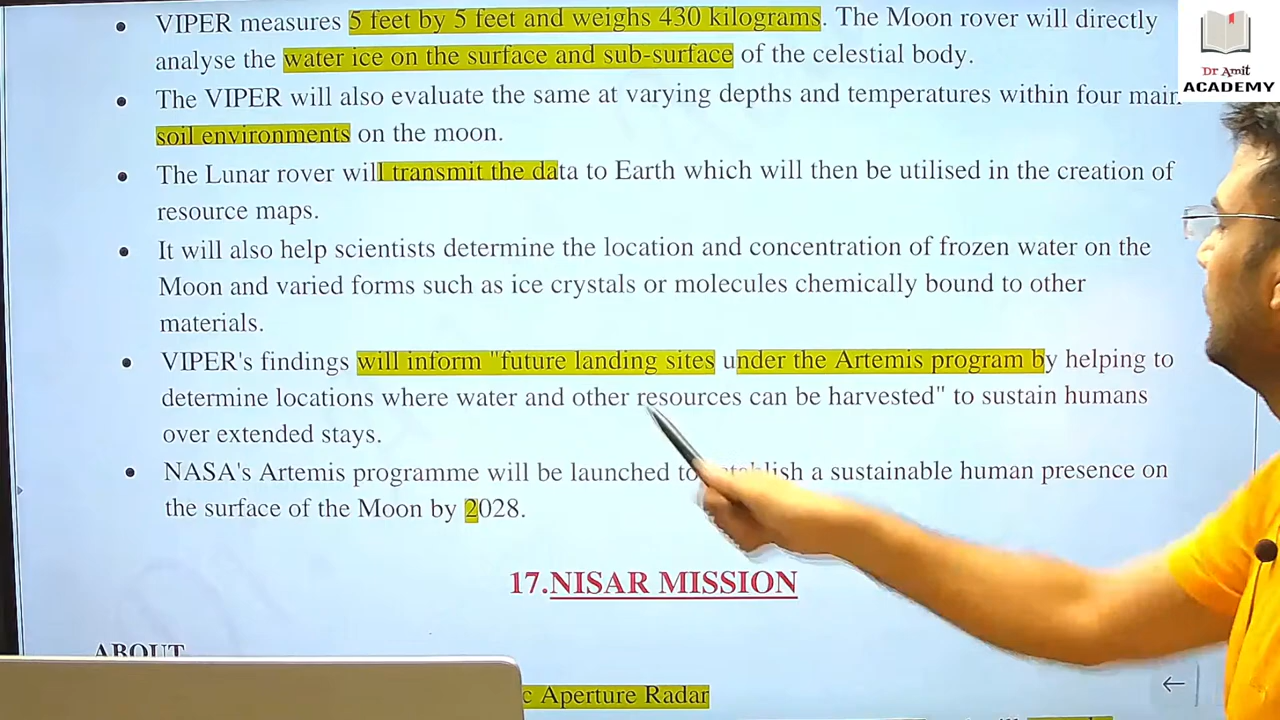 VIPER measures 5 feet by 5 feet and weighs 430 kilograms. The Moon rover will directly
analyse the water ice on the surface and sub-surface of the celestial body.
The VIPER will also evaluate the same at varying depths and temperatures within four main
soil environments on the moon.
The Lunar rover will transmit the data to Earth which will then be utilised in the creation of
resource maps.
It will also help scientists determine the location and concentration of frozen water on the
Moon and varied forms such as ice crystals or molecules chemically bound to other
materials.
VIPER's findings will inform "future landing sites under the Artemis program by helping to
determine locations where water and other resources can be harvested" to sustain humans
over extended stays.
NASA's Artemis programme will be launched to establish a sustainable human presence on
the surface of the Moon by 2028.
17.NISAR MISSION
ABOUT
c Aperture Radar
Dr Amit
ACADEMY